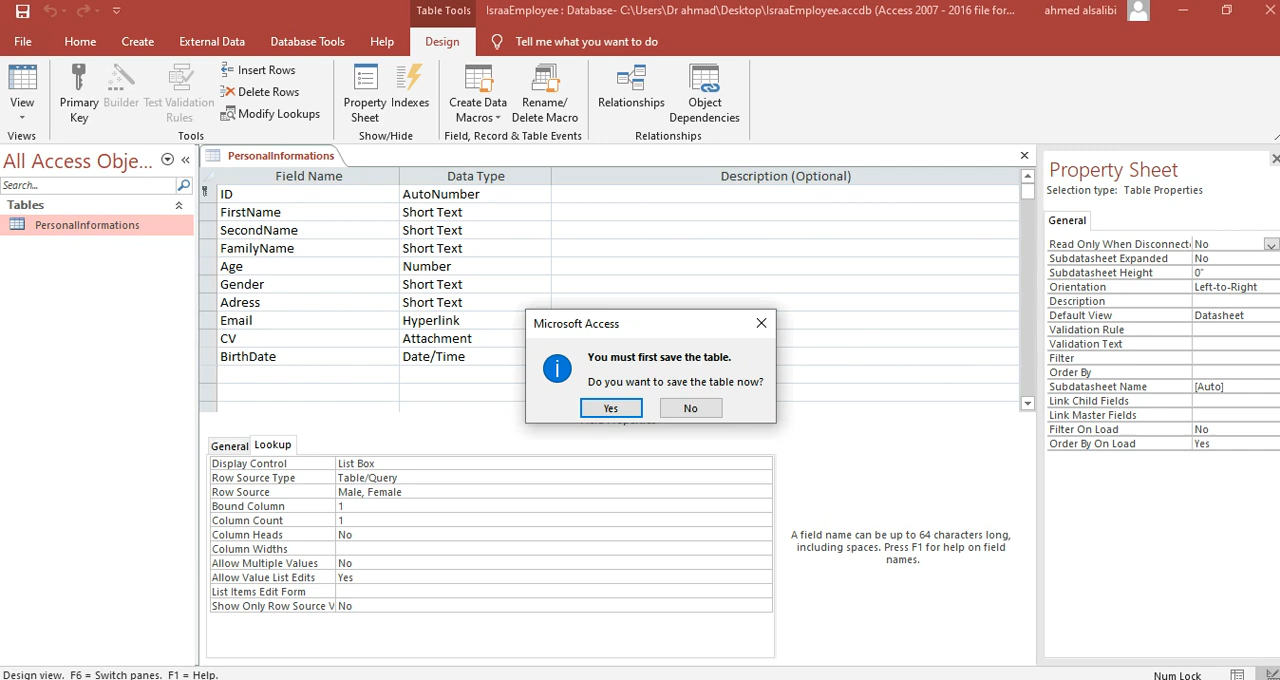 Table Tools
IsraaEmployee : Database- C:\Users\Dr ahmad\Desktop\IsraaEmployee.accdb (Access 2007 - 2016 file for...
ahmed alsalibi
File Home Create External Data Database Tools Help Design Tell me what you want to do
View
Primary Key
Builder
Test Validation Rules
Insert Rows
Delete Rows
Modify Lookups
Property Sheet
Indexes
Create Data Macros
Rename/ Delete Macro
Relationships
Object Dependencies
Views
Tools
Show/Hide
Field, Record & Table Events
Relationships
All Access Obje...
Search...
Tables
PersonalInformations
PersonalInformations
Field Name Data Type Description (Optional)
ID AutoNumber
FirstName Short Text
SecondName Short Text
FamilyName Short Text
Age Number
Gender Short Text
Adress Short Text
Email Hyperlink
CV Attachment
BirthDate Date/Time
Microsoft Access
You must first save the table.
Do you want to save the table now?
Yes No
General Lookup
Display Control List Box
Row Source Type Table/Query
Row Source Male, Female
Bound Column 1
Column Count 1
Column Heads No
Column Widths
Allow Multiple Values No
Allow Value List Edits Yes
List Items Edit Form
Show Only Row Source V No
A field name can be up to 64 characters long,
including spaces. Press F1 for help on field
names.
Property Sheet
Selection type: Table Properties
General
Read Only When Disconnect No
Subdatasheet Expanded No
Subdatasheet Height 0"
Orientation Left-to-Right
Description
Default View Datasheet
Validation Rule
Validation Text
Filter
Order By
Subdatasheet Name [Auto]
Link Child Fields
Link Master Fields
Filter On Load No
Order By On Load Yes
Design view. F6 = Switch panes. F1 = Help.
Num Lock